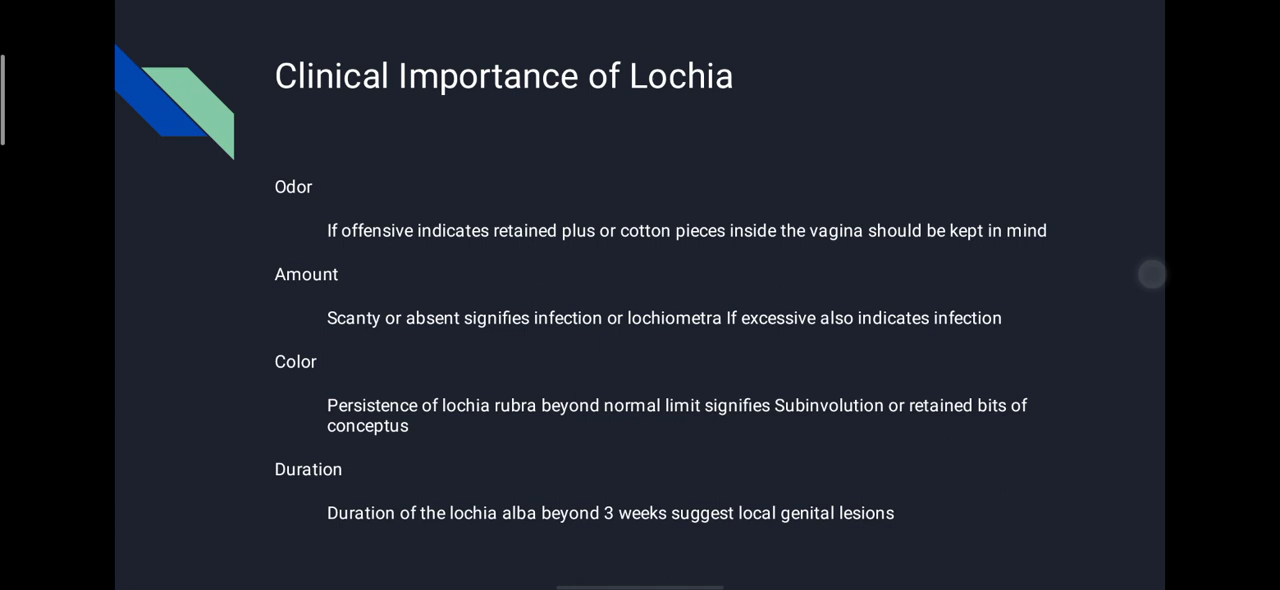 Clinical Importance of Lochia
Odor
If offensive indicates retained plus or cotton pieces inside the vagina should be kept in mind
Amount
Scanty or absent signifies infection or lochiometra If excessive also indicates infection
Color
Persistence of lochia rubra beyond normal limit signifies Subinvolution or retained bits of
conceptus
Duration
Duration of the lochia alba beyond 3 weeks suggest local genital lesions